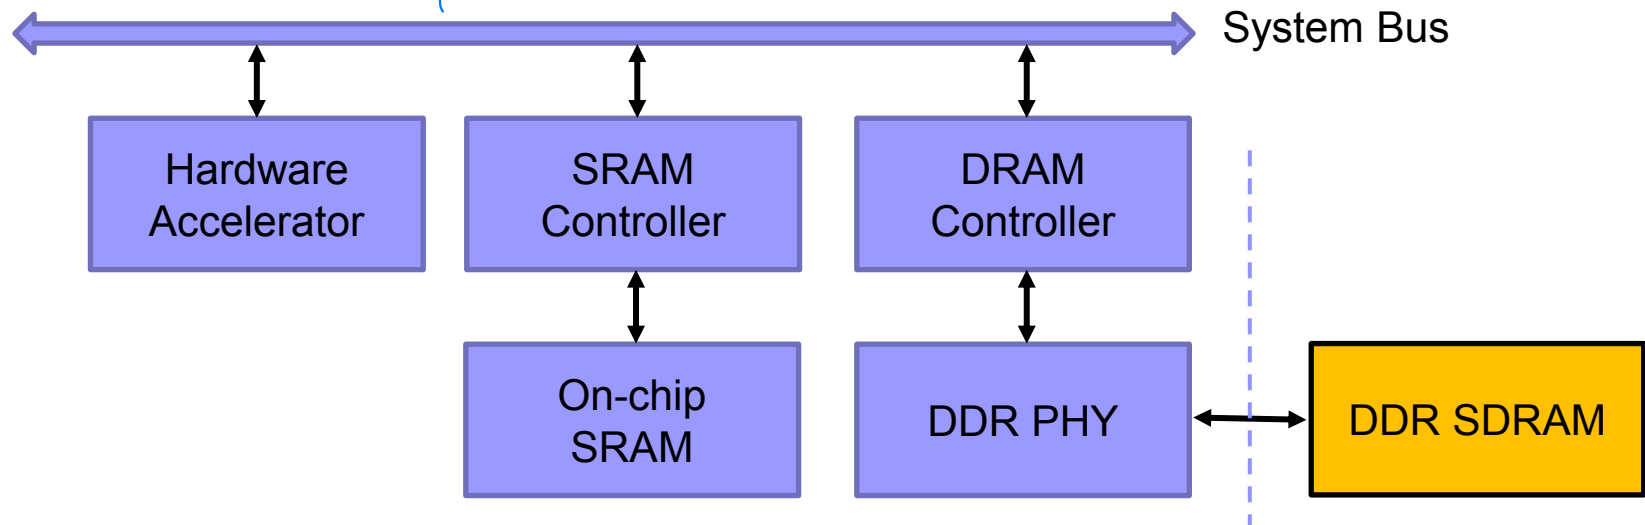 System Bus
Hardware
Accelerator
SRAM
Controller
DRAM
Controller
On-chip
SRAM
DDR PHY
DDR SDRAM